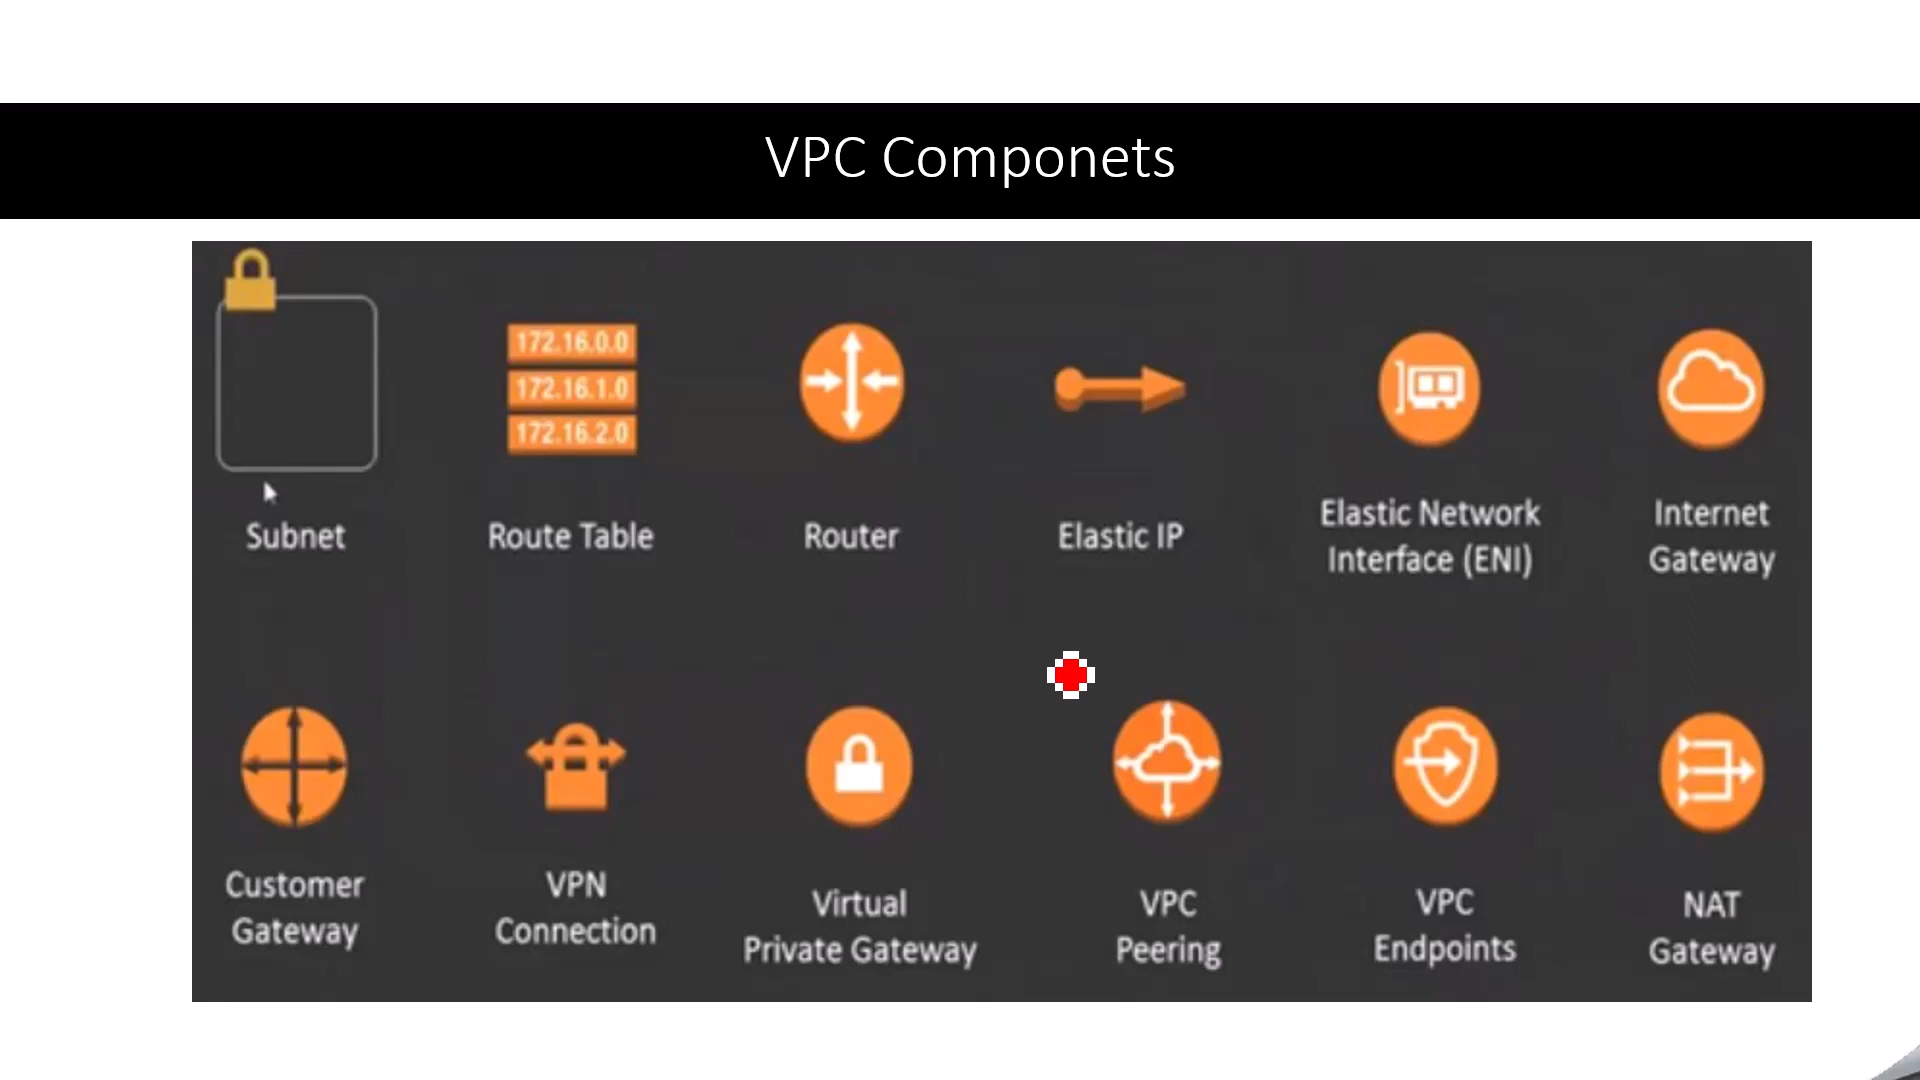 VPC Componets
172.16.0.0
172.16.1.0
172.16.2.0
Subnet
Route Table
Router
Elastic IP
Elastic Network
Interface (ENI)
Internet
Gateway
Customer
Gateway
VPN
Connection
Virtual
Private Gateway
VPC
Peering
VPC
Endpoints
NAT
Gateway